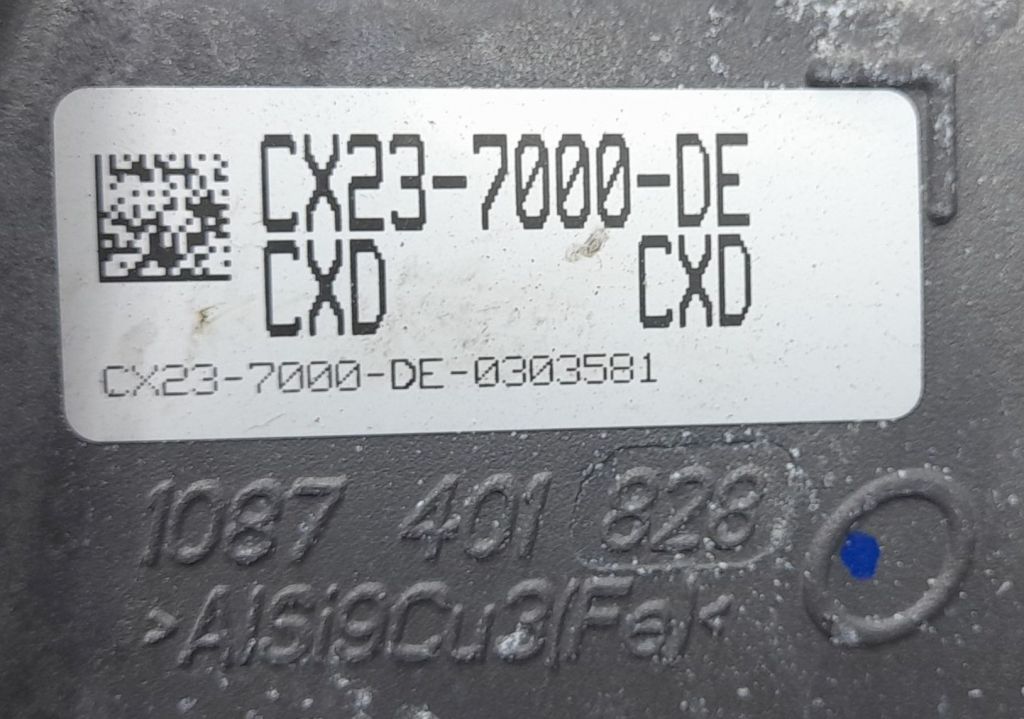 CX23-7000-DE
CXD CXD
CX23-7000-DE-0303581
1087 401 828
>AlSi9Cu3(Fe)<